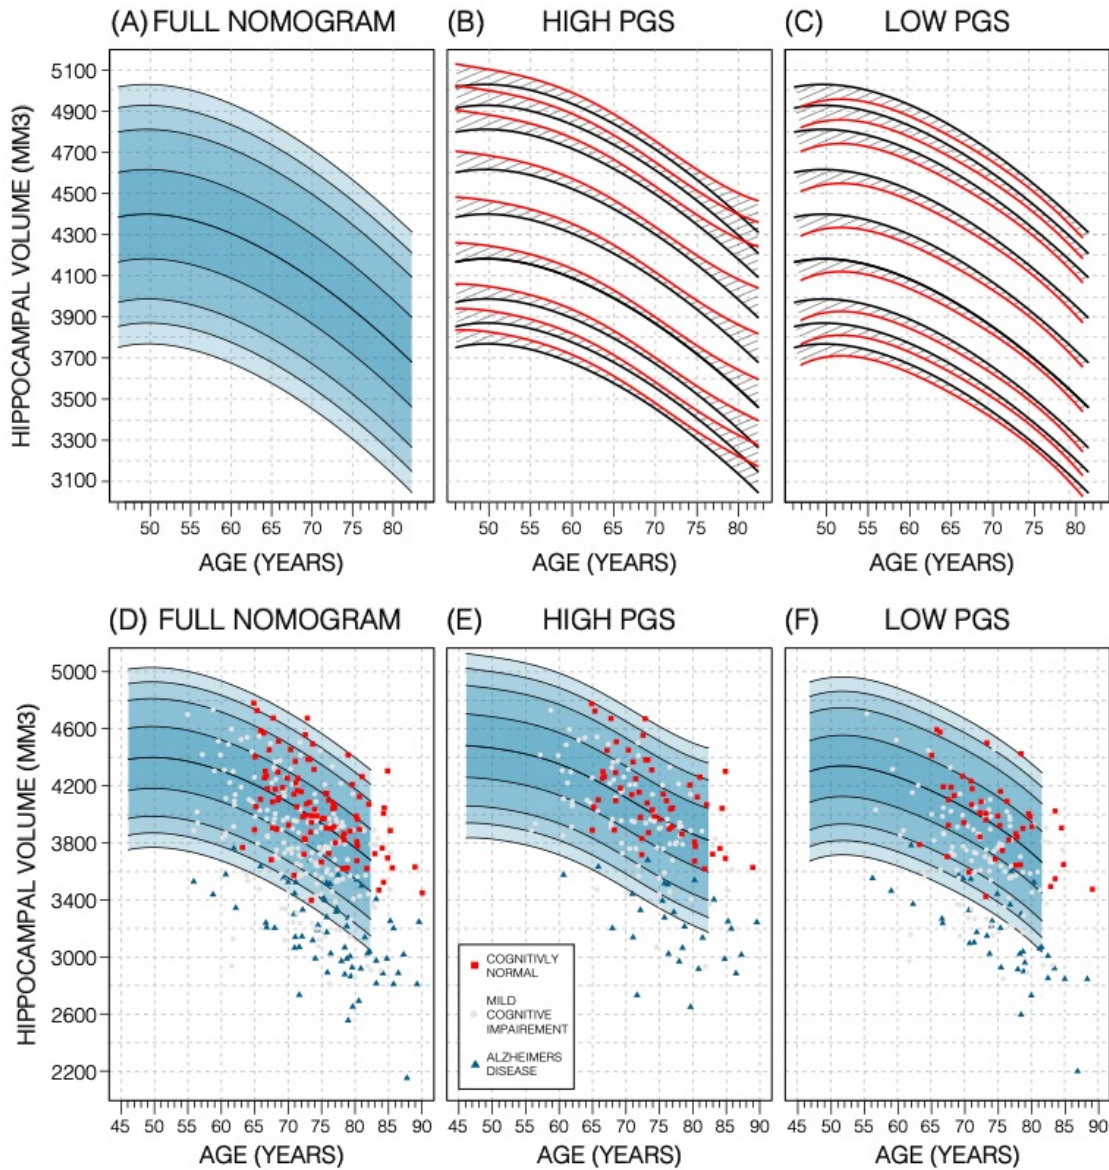 (A) FULL NOMOGRAM
(B) HIGH PGS
(C) LOW PGS
HIPPOCAMPAL VOLUME (MM3)
5100
4900
4700
4500
4300
4100
3900
3700
3500
3300
3100
50 55 60 65 70 75 80
50 55 60 65 70 75 80
50 55 60 65 70 75 80
AGE (YEARS)
AGE (YEARS)
AGE (YEARS)
(D) FULL NOMOGRAM
(E) HIGH PGS
(F) LOW PGS
HIPPOCAMPAL VOLUME (MM3)
5000
4600
4200
3800
3400
3000
2600
2200
COGNITIVLY
NORMAL
MILD
COGNITIVE
IMPAIREMENT
ALZHEIMERS
DISEASE
45 50 55 60 65 70 75 80 85 90
45 50 55 60 65 70 75 80 85 90
45 50 55 60 65 70 75 80 85 90
AGE (YEARS)
AGE (YEARS)
AGE (YEARS)